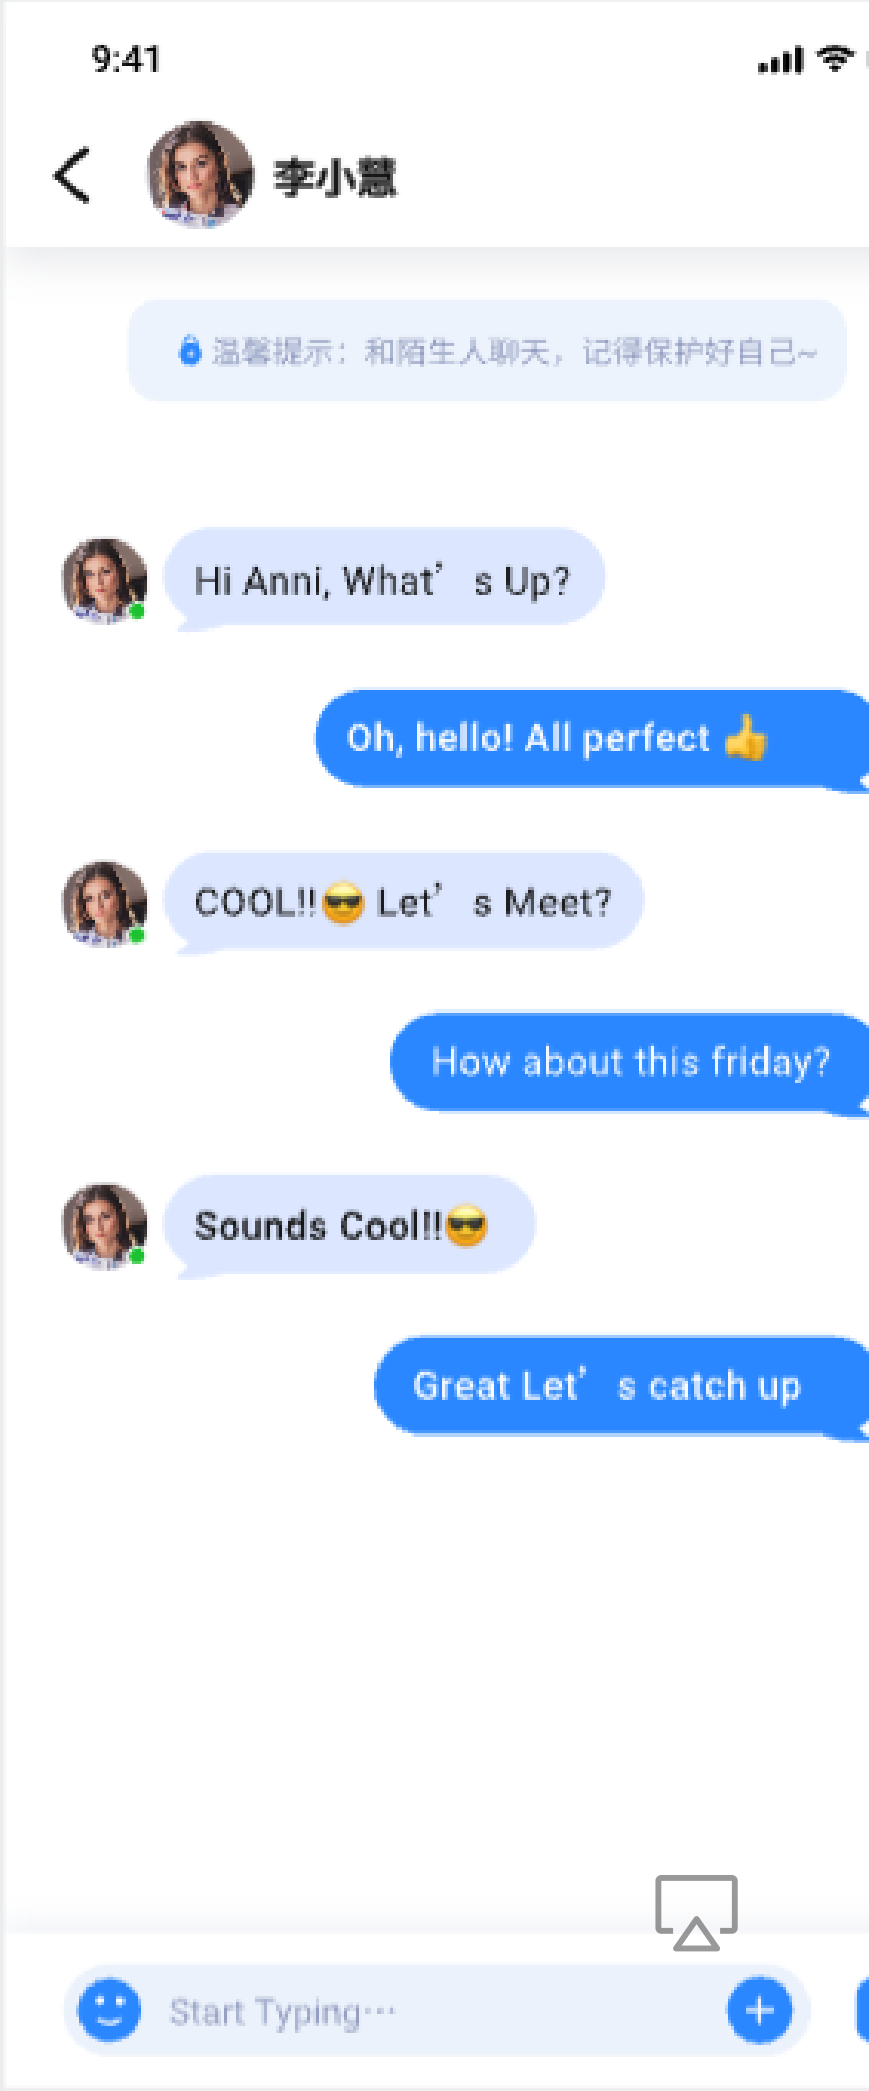 9:41
李小慧
温馨提示：和陌生人聊天，记得保护好自己~
Hi Anni, What’s Up?
Oh, hello! All perfect 👍
COOL!!😎 Let’s Meet?
How about this friday?
Sounds Cool!!😎
Great Let’s catch up
Start Typing···